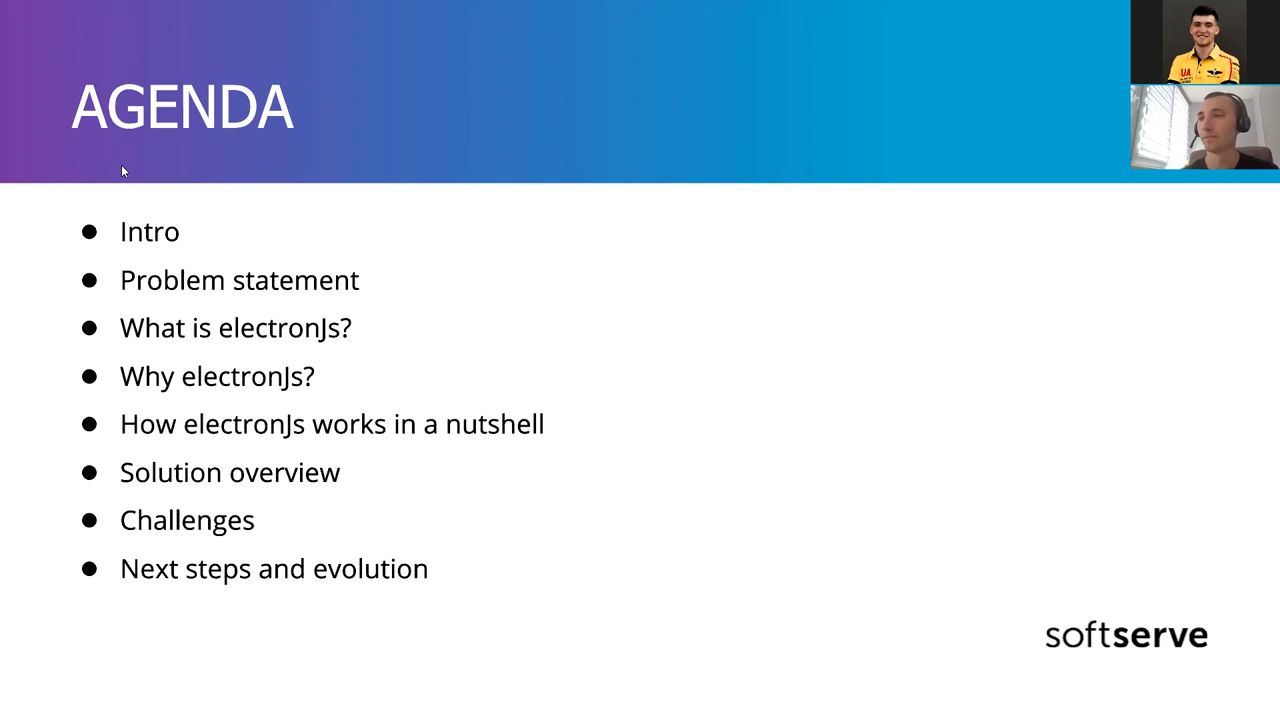 AGENDA
UA
Intro
Problem statement
What is electronJs?
Why electronJs?
How electronJs works in a nutshell
Solution overview
Challenges
Next steps and evolution
softserve